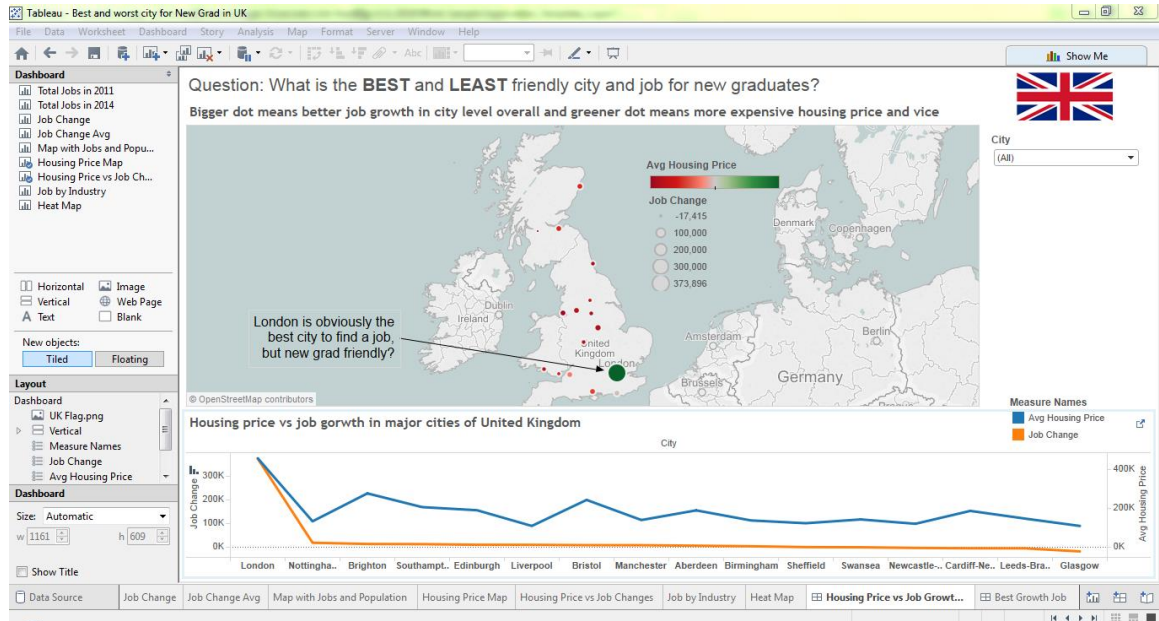 Tableau - Best and worst city for New Grad in UK
File Data Worksheet Dashboard Story Analysis Map Format Server Window Help
Abc
Show Me
Dashboard
Total Jobs in 2011
Total Jobs in 2014
Job Change
Job Change Avg
Map with Jobs and Popu...
Housing Price Map
Housing Price vs Job Ch...
Job by Industry
Heat Map
Horizontal Image
Vertical Web Page
A Text Blank
New objects:
Tiled Floating
Layout
Dashboard
UK Flag.png
Vertical
Measure Names
Job Change
Avg Housing Price
Dashboard
Size: Automatic
w 1161 h 609
Show Title
Question: What is the BEST and LEAST friendly city and job for new graduates?
Bigger dot means better job growth in city level overall and greener dot means more expensive housing price and vice
City
(All)
Avg Housing Price
Job Change
-17,415
100,000
200,000
300,000
373,896
Denmark
Copenhagen
Dublin
Ireland
United
Kingdom
London
Amsterdam
Brussels
Berlin
Germany
London is obviously the
best city to find a job,
but new grad friendly?
© OpenStreetMap contributors
Measure Names
Avg Housing Price
Job Change
Housing price vs job gorwth in major cities of United Kingdom
City
Job Change
300K
200K
100K
0K
400K
200K
0K
Avg Housing Price
London Nottingha.. Brighton Southampt.. Edinburgh Liverpool Bristol Manchester Aberdeen Birmingham Sheffield Swansea Newcastle-.. Cardiff-Ne.. Leeds-Bra.. Glasgow
Data Source Job Change Job Change Avg Map with Jobs and Population Housing Price Map Housing Price vs Job Changes Job by Industry Heat Map Housing Price vs Job Growt... Best Growth Job